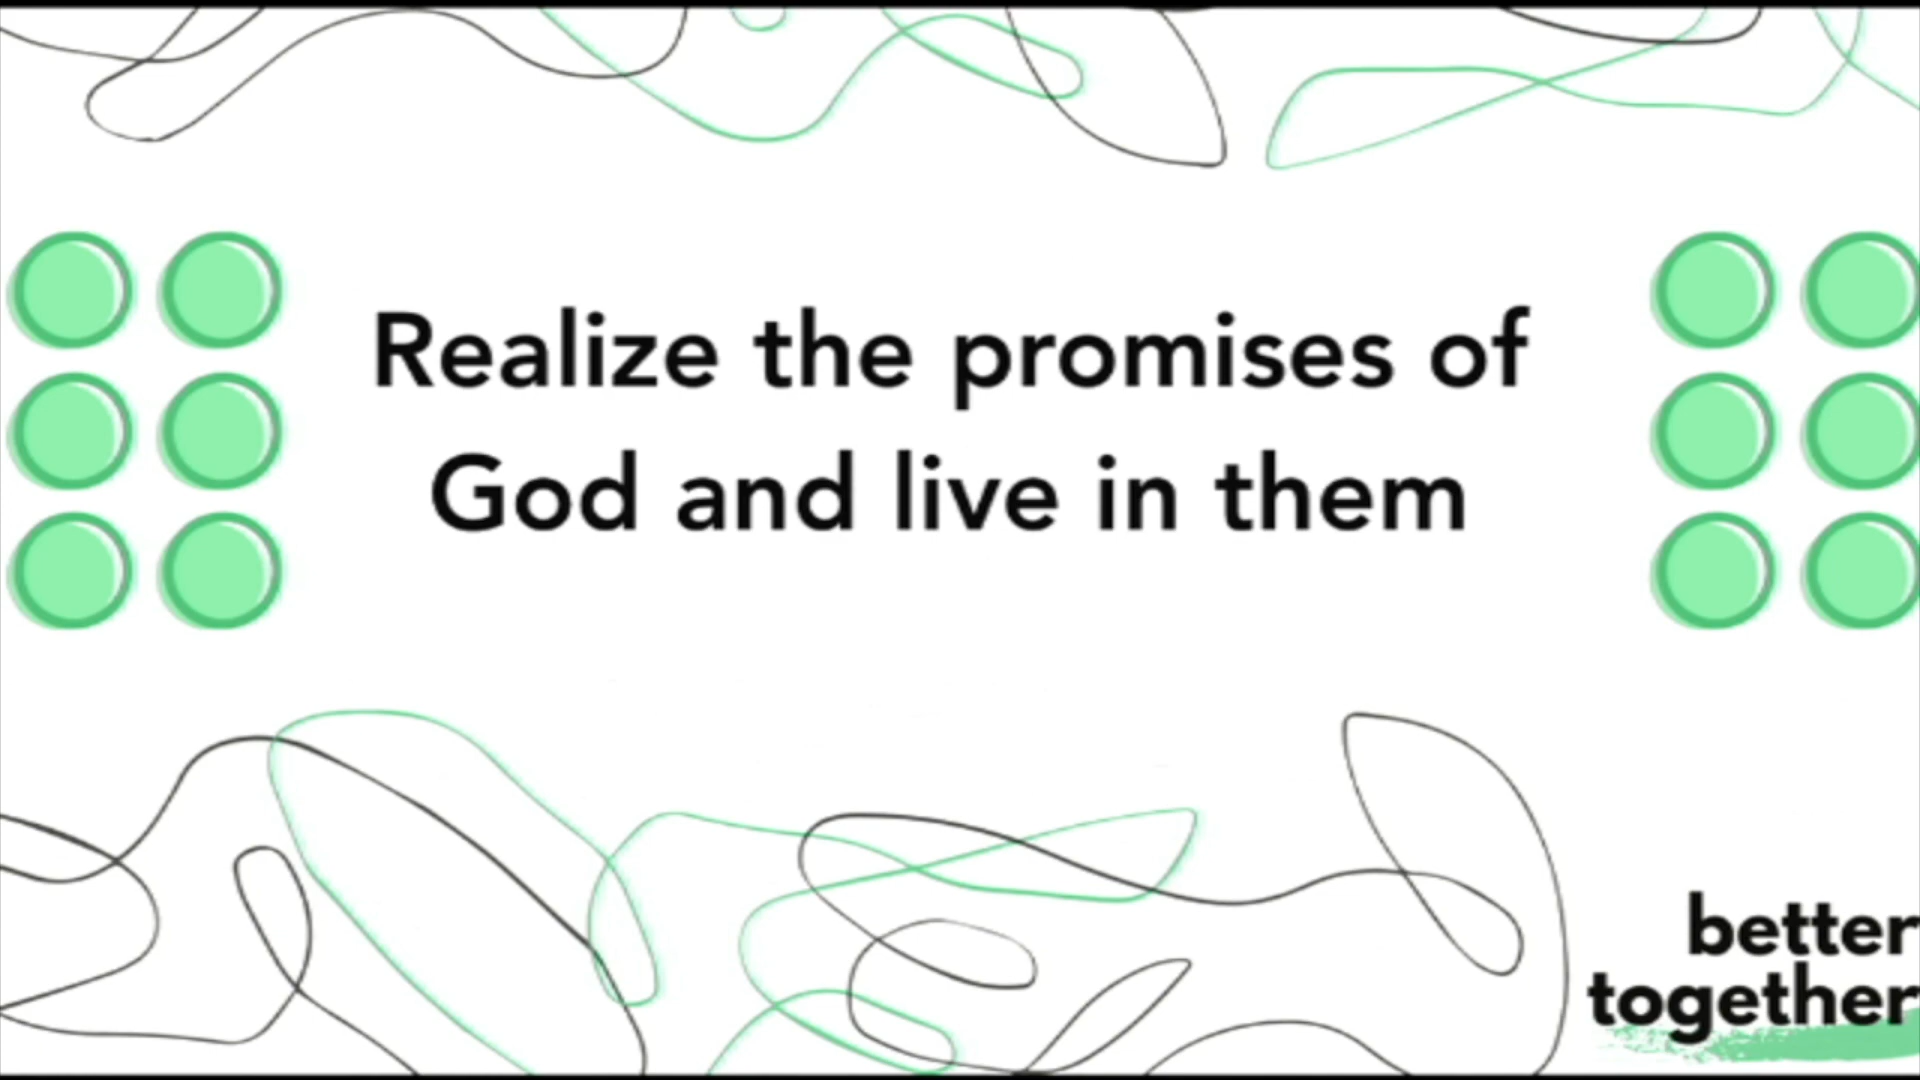 Realize the promises of
God and live in them
better
together